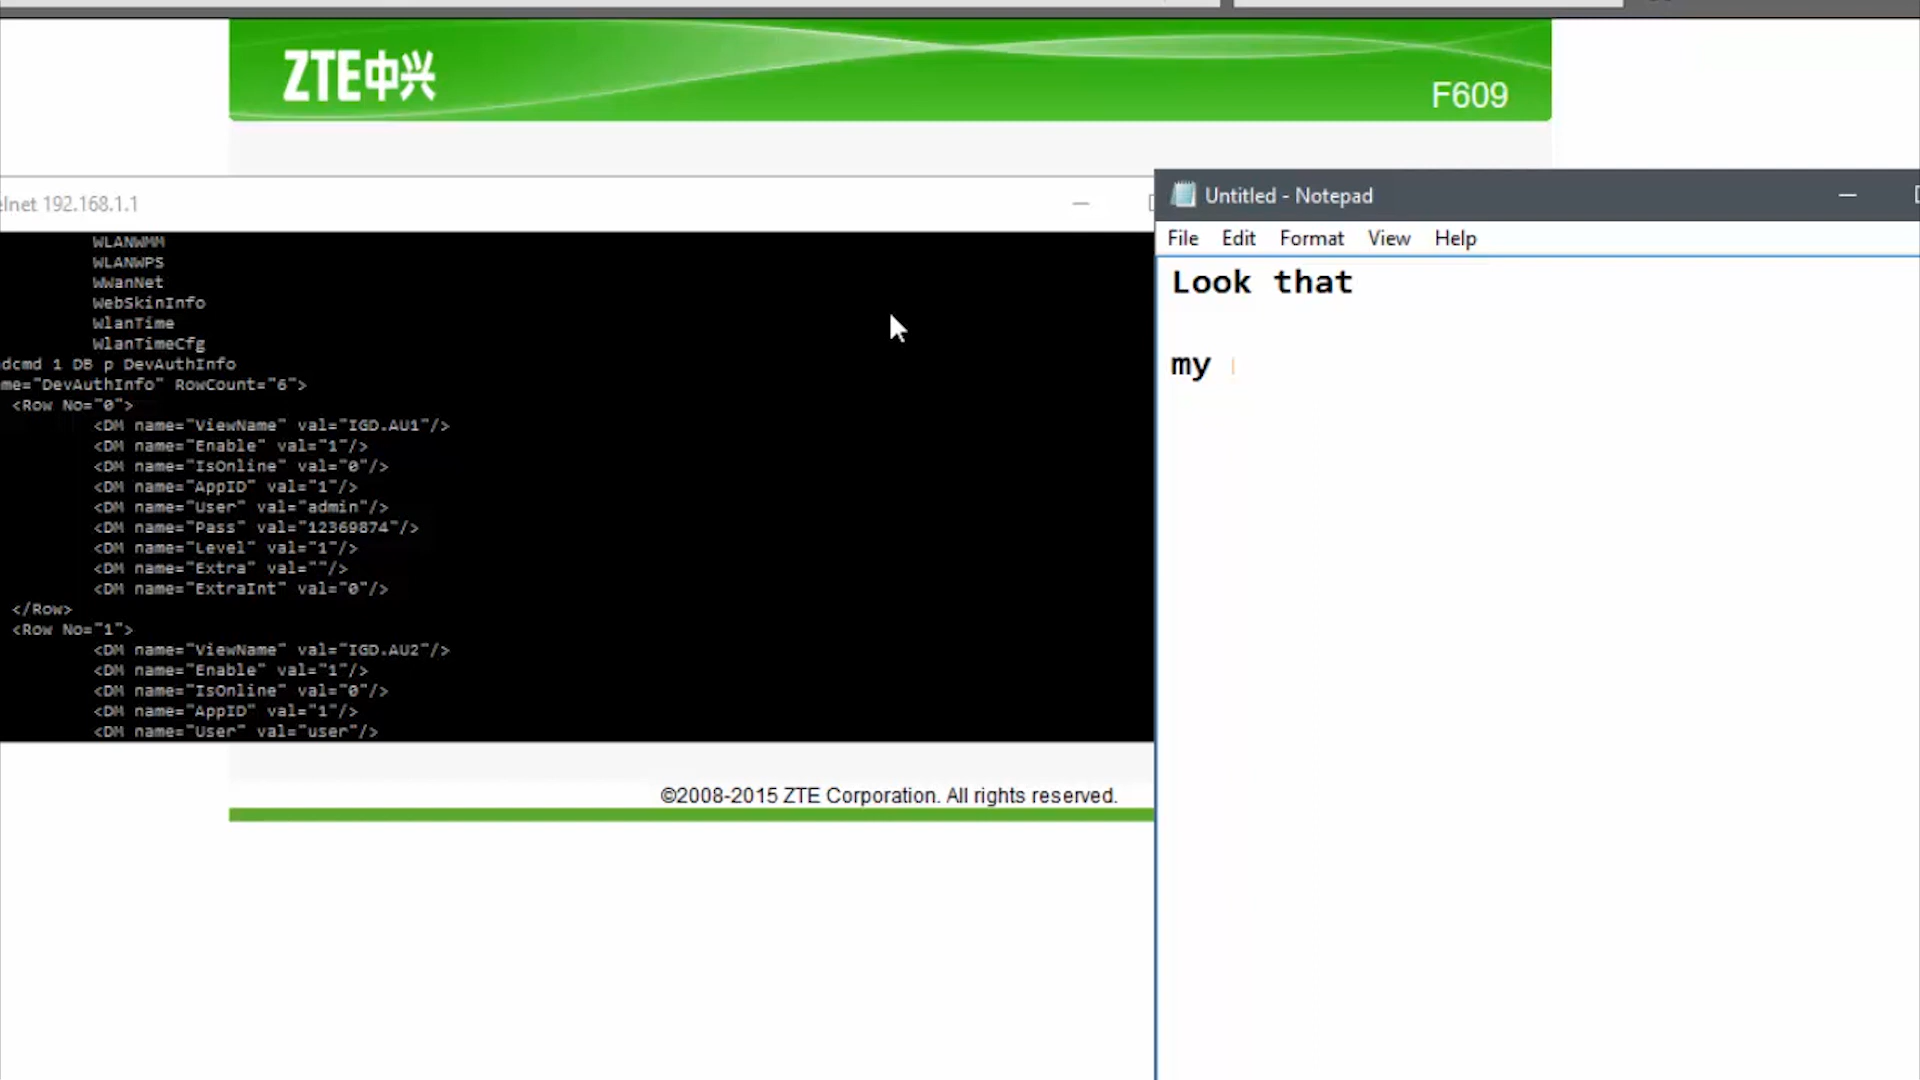 ZTE中兴
F609
elnet 192.168.1.1
WLANWMM
WLANWPS
WWanNet
WebSkinInfo
WlanTime
WlanTimeCfg
dcmd 1 DB p DevAuthInfo
me="DevAuthInfo" RowCount="6">
<Row No="0">
<DM name="ViewName" val="IGD.AU1"/>
<DM name="Enable" val="1"/>
<DM name="IsOnline" val="0"/>
<DM name="AppID" val="1"/>
<DM name="User" val="admin"/>
<DM name="Pass" val="12369874"/>
<DM name="Level" val="1"/>
<DM name="Extra" val=""/>
<DM name="ExtraInt" val="0"/>
</Row>
<Row No="1">
<DM name="ViewName" val="IGD.AU2"/>
<DM name="Enable" val="1"/>
<DM name="IsOnline" val="0"/>
<DM name="AppID" val="1"/>
<DM name="User" val="user"/>
Untitled - Notepad
File Edit Format View Help
Look that
my
©2008-2015 ZTE Corporation. All rights reserved.